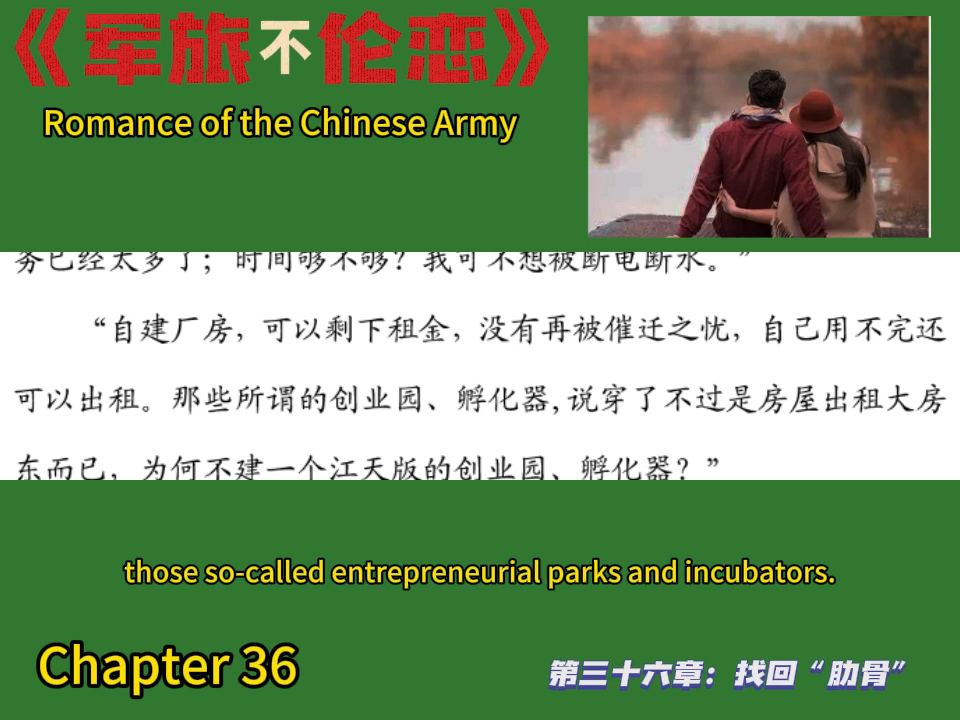 《军旅不伦恋》
Romance of the Chinese Army
务已经太多了；时间够不够？我可不想被断电断水。”
“自建厂房，可以剩下租金，没有再被催迁之忧，自己用不完还
可以出租。那些所谓的创业园、孵化器,说穿了不过是房屋出租大房
东而已，为何不建一个江天版的创业园、孵化器？”
those so-called entrepreneurial parks and incubators.
Chapter 36
第三十六章：找回“肋骨”